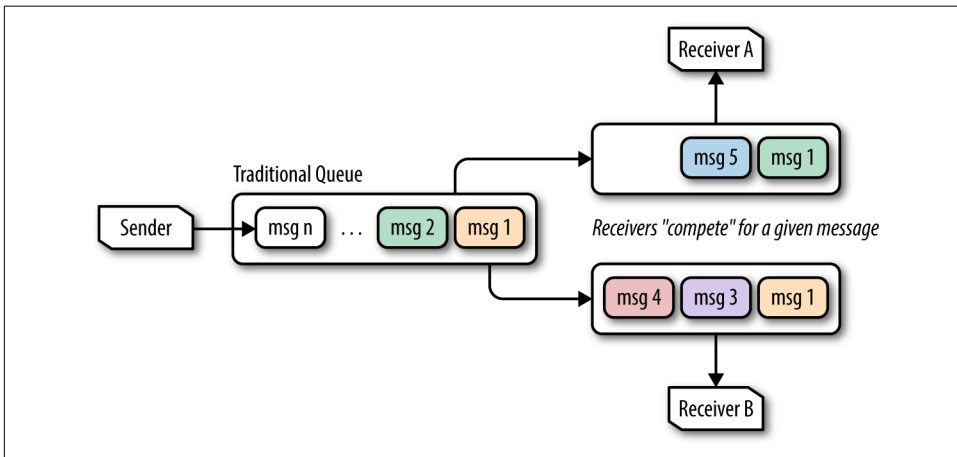 Receiver A
msg 5 msg 1
Traditional Queue
Sender
msg n ... msg 2 msg 1
Receivers "compete" for a given message
msg 4 msg 3 msg 1
Receiver B